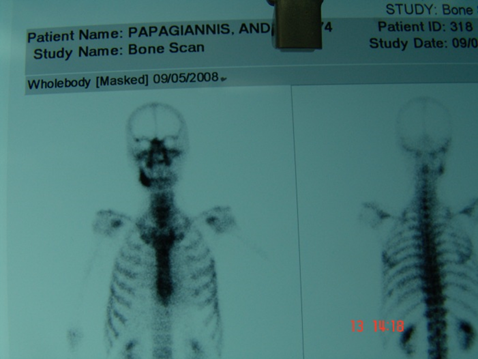 STUDY: Bone
Patient Name: PAPAGIANNIS, AND 74
Patient ID: 318
Study Name: Bone Scan
Study Date: 09/0
Wholebody [Masked] 09/05/2008
13 14:18